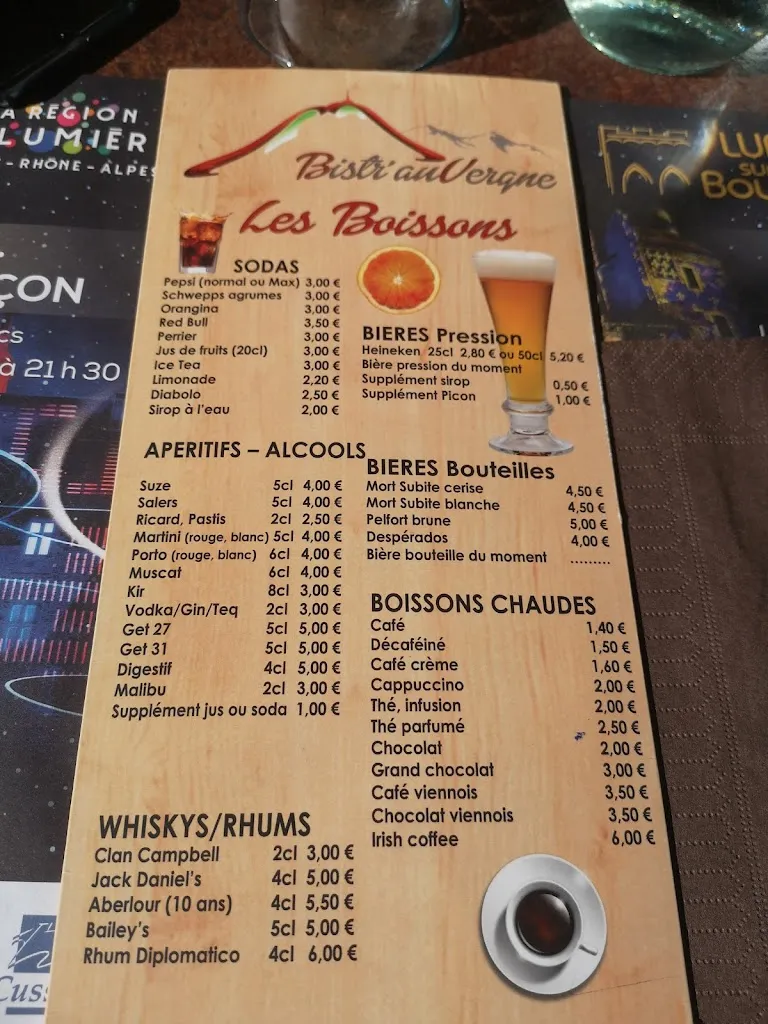 A RÉGION
LUMIÈR
- RHÔNE - ALPES
ÇON
cs
à 21 h 30
Bistr'auVergne
Les Boissons
SODAS
Pepsi (normal ou Max) 3,00 €
Schwepps agrumes 3,00 €
Orangina 3,00 €
Red Bull 3,50 €
Perrier 3,00 €
Jus de fruits (20cl) 3,00 €
Ice Tea 3,00 €
Limonade 2,20 €
Diabolo 2,50 €
Sirop à l'eau 2,00 €
BIERES Pression
Heineken 25cl 2,80 € ou 50cl 5,20 €
Bière pression du moment
Supplément sirop 0,50 €
Supplément Picon 1,00 €
APERITIFS – ALCOOLS
Suze 5cl 4,00 €
Salers 5cl 4,00 €
Ricard, Pastis 2cl 2,50 €
Martini (rouge, blanc) 5cl 4,00 €
Porto (rouge, blanc) 6cl 4,00 €
Muscat 6cl 4,00 €
Kir 8cl 3,00 €
Vodka/Gin/Teq 2cl 3,00 €
Get 27 5cl 5,00 €
Get 31 5cl 5,00 €
Digestif 4cl 5,00 €
Malibu 2cl 3,00 €
Supplément jus ou soda 1,00 €
BIERES Bouteilles
Mort Subite cerise 4,50 €
Mort Subite blanche 4,50 €
Pelfort brune 5,00 €
Despérados 4,00 €
Bière bouteille du moment .........
BOISSONS CHAUDES
Café 1,40 €
Décaféiné 1,50 €
Café crème 1,60 €
Cappuccino 2,00 €
Thé, infusion 2,00 €
Thé parfumé 2,50 €
Chocolat 2,00 €
Grand chocolat 3,00 €
Café viennois 3,50 €
Chocolat viennois 3,50 €
Irish coffee 6,00 €
WHISKYS/RHUMS
Clan Campbell 2cl 3,00 €
Jack Daniel's 4cl 5,00 €
Aberlour (10 ans) 4cl 5,50 €
Bailey's 5cl 5,00 €
Rhum Diplomatico 4cl 6,00 €
LU
SU
BOU
Cuss